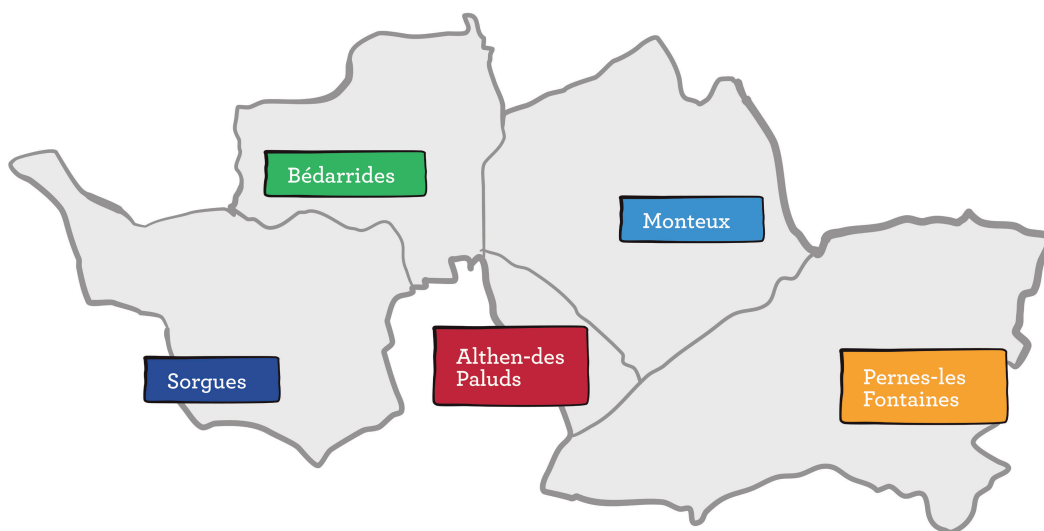 Bédarrides
Monteux
Sorgues
Althen-des
Paluds
Pernes-les
Fontaines